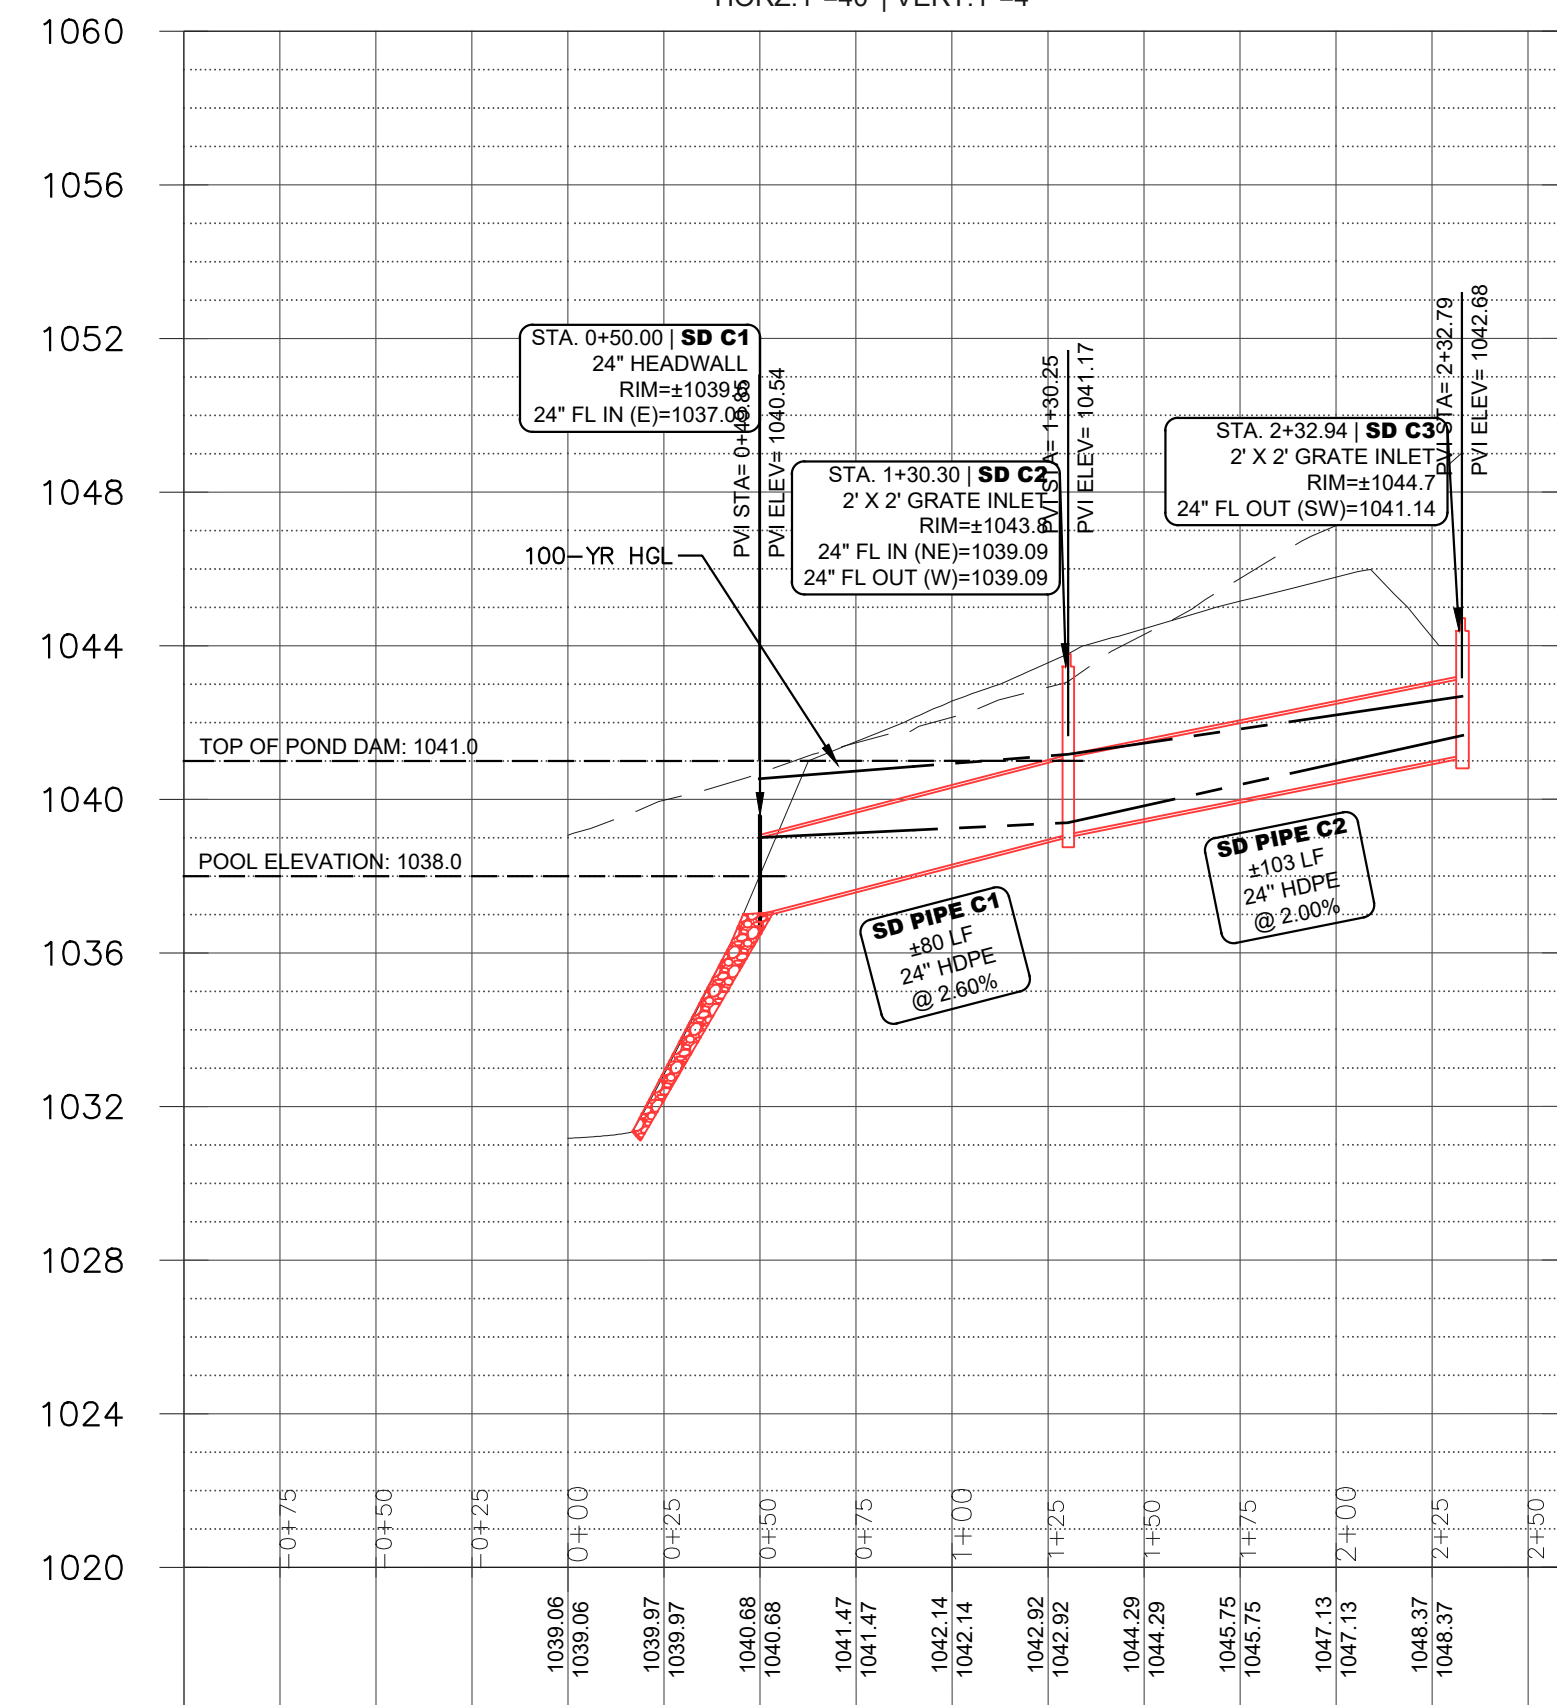 1060
1056
1052
1048
1044
1040
1036
1032
1028
1024
1020
STA. 0+50.00 | SD C1
24" HEADWALL
24" FL IN (E)=1037.00
PVI ELEV= 1040.54
STA. 1+30.30 | SD C2
2' X 2' GRATE INLET
RIM=±1043.8
24" FL IN (NE)=1039.09
24" FL OUT (W)=1039.09
PVI STA= 1+30.25
PVI ELEV= 1041.17
STA. 2+32.94 | SD C3
2' X 2' GRATE INLET
RIM=±1044.7
24" FL OUT (SW)=1041.14
PVI STA= 2+32.79
PVI ELEV= 1042.68
100-YR HGL
TOP OF POND DAM: 1041.0
POOL ELEVATION: 1038.0
SD PIPE C1
±80 LF
24" HDPE
@ 2.60%
SD PIPE C2
±103 LF
24" HDPE
@ 2.00%
-0+75
-0+50
-0+25
0+00
0+25
0+50
0+75
1+00
1+25
1+50
1+75
2+00
2+25
2+50
1039.06
1039.06
1039.97
1039.97
1040.68
1040.68
1041.47
1041.47
1042.14
1042.14
1042.92
1042.92
1044.29
1044.29
1045.75
1045.75
1047.13
1047.13
1048.37
1048.37